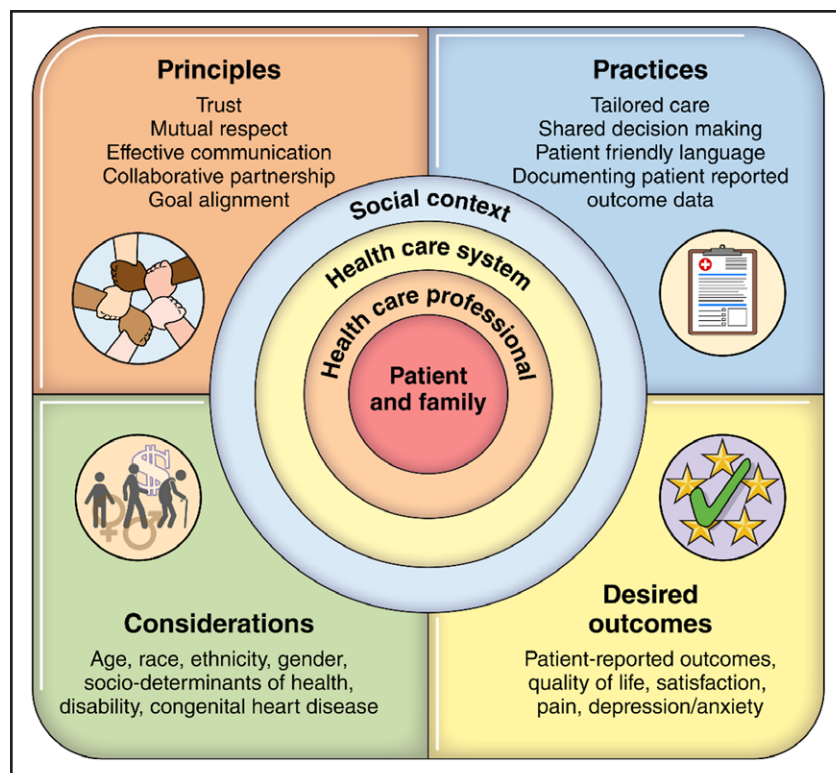 Principles
Trust
Mutual respect
Effective communication
Collaborative partnership
Goal alignment
Practices
Tailored care
Shared decision making
Patient friendly language
Documenting patient reported
outcome data
Social context
Health care system
Health care professional
Patient
and family
Considerations
Age, race, ethnicity, gender,
socio-determinants of health,
disability, congenital heart disease
Desired
outcomes
Patient-reported outcomes,
quality of life, satisfaction,
pain, depression/anxiety